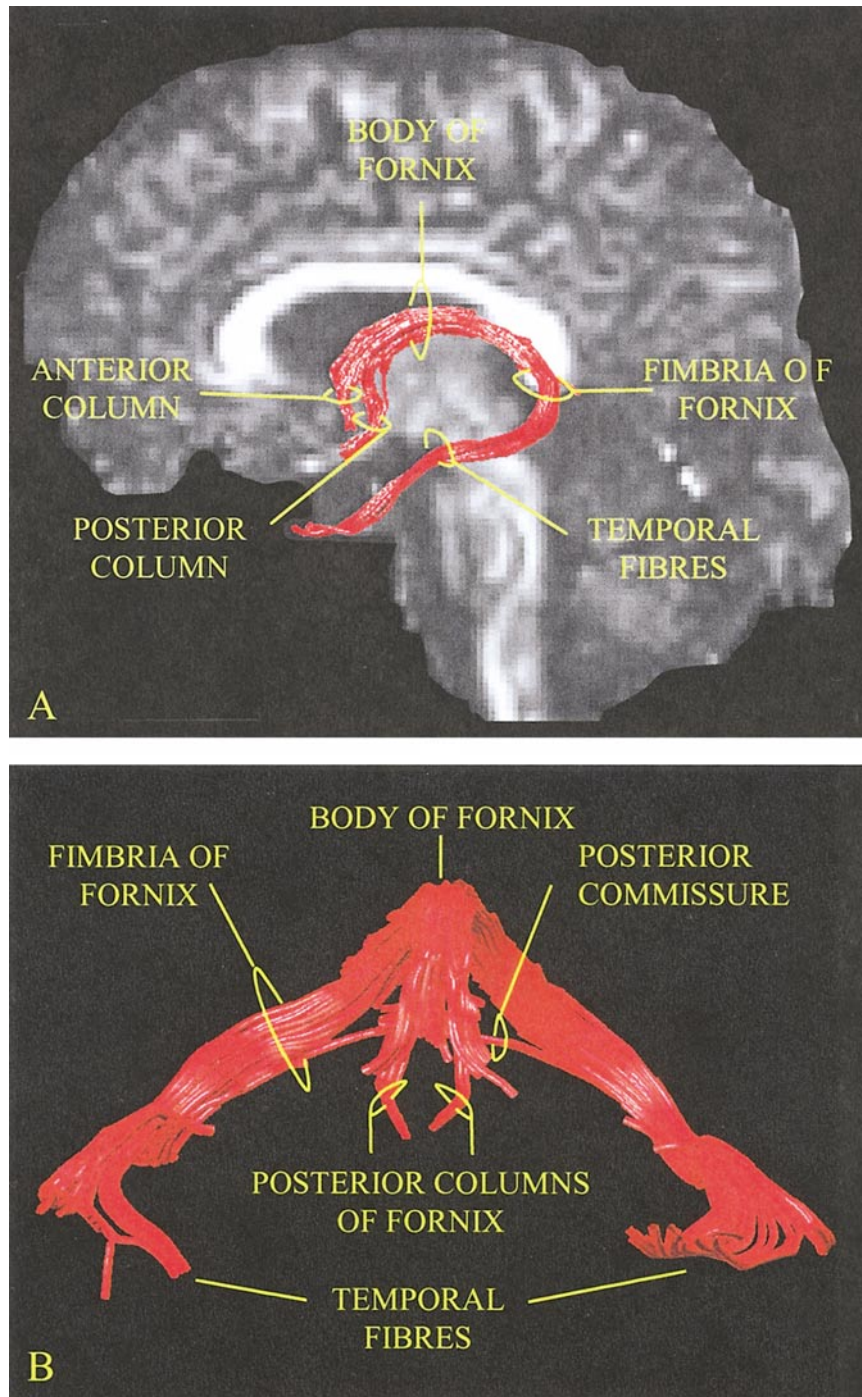 BODY OF
FORNIX
ANTERIOR
COLUMN
FIMBRIA O F
FORNIX
POSTERIOR
COLUMN
TEMPORAL
FIBRES
A
BODY OF FORNIX
FIMBRIA OF
FORNIX
POSTERIOR
COMMISSURE
POSTERIOR COLUMNS
OF FORNIX
TEMPORAL
FIBRES
B